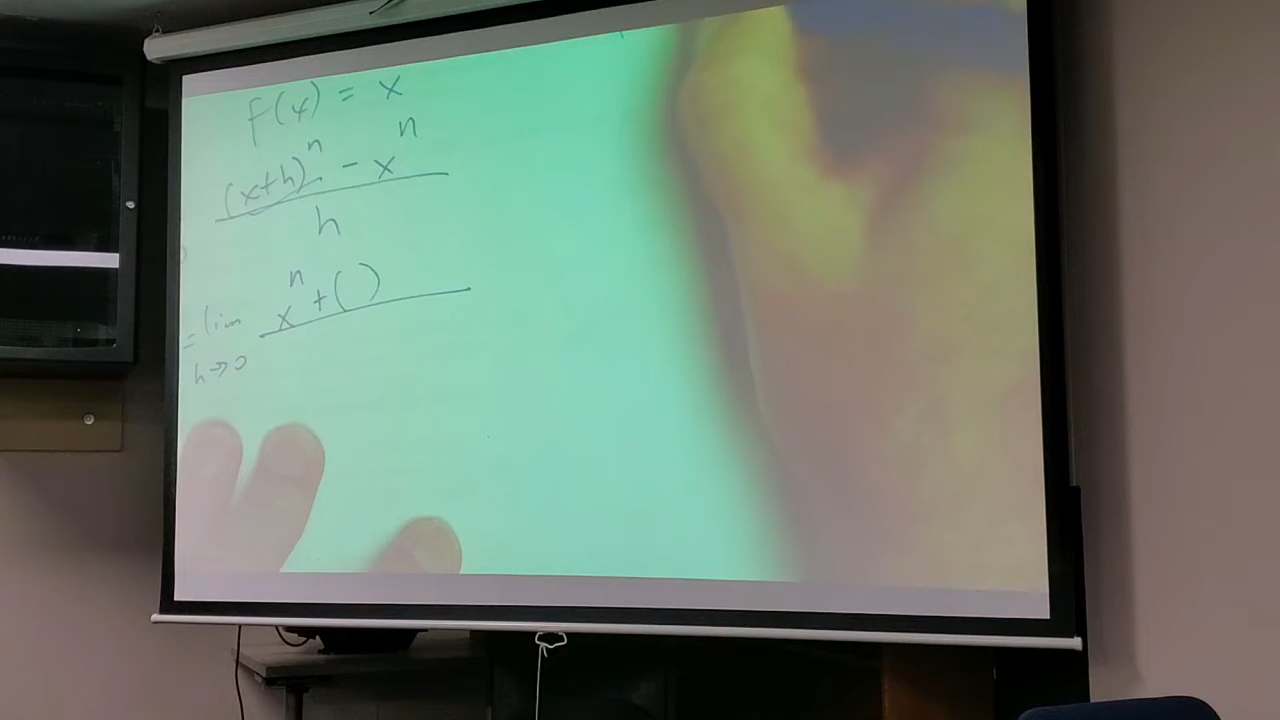 f(x) = x
(x+h)^n - x^n
h
= lim h→0 x^n + ( )